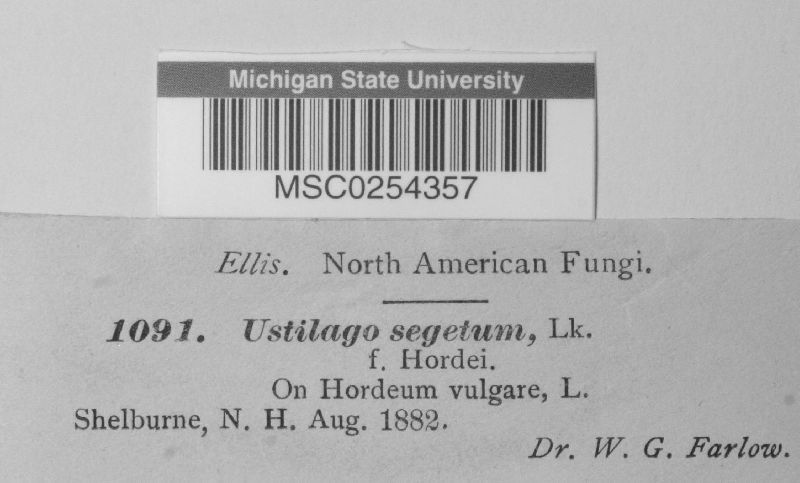 Michigan State University
MSC0254357
Ellis. North American Fungi.
1091. Ustilago segetum, Lk.
f. Hordei.
On Hordeum vulgare, L.
Shelburne, N. H. Aug. 1882.
Dr. W. G. Farlow.